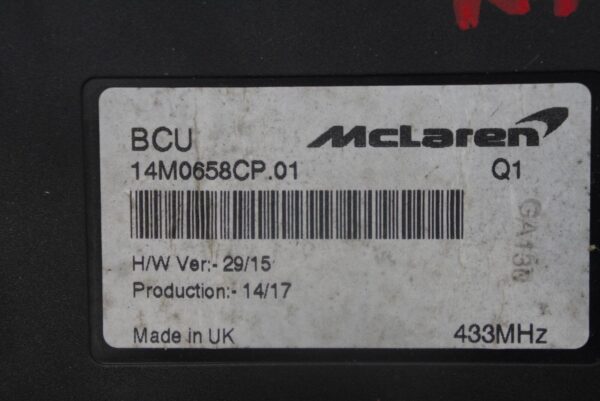 BCU McLaren
14M0658CP.01 Q1
H/W Ver:- 29/15
Production:- 14/17
Made in UK 433MHz